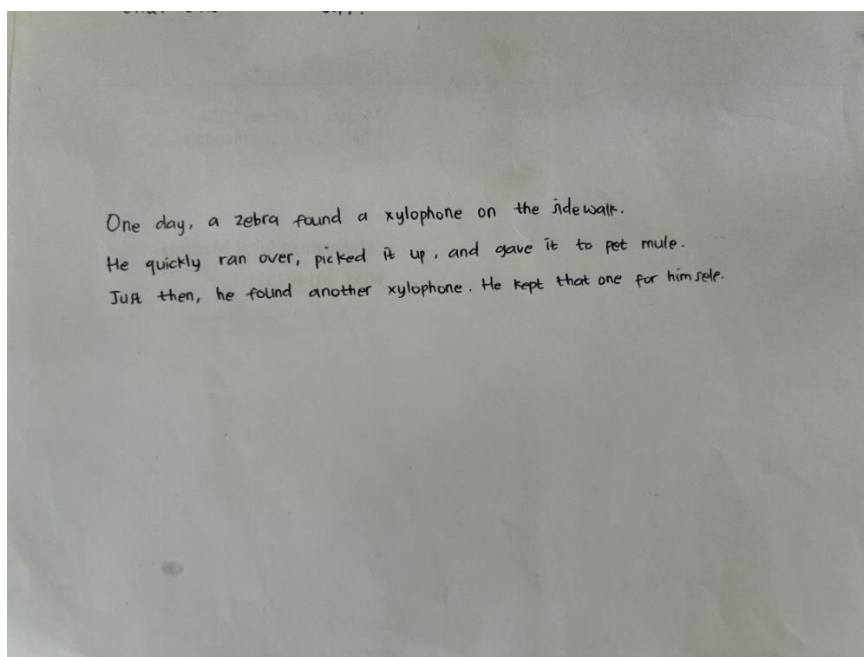 One day, a zebra found a xylophone on the sidewalk.
He quickly ran over, picked it up, and gave it to pet mule.
Just then, he found another xylophone. He kept that one for himself.